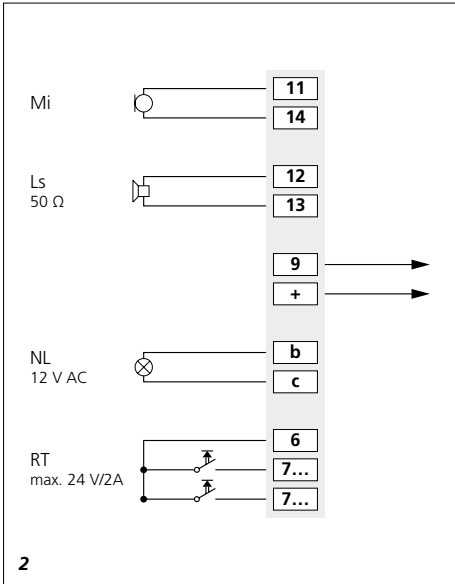 Mi
11
14
Ls
50 Ω
12
13
9
+
NL
12 V AC
b
c
RT
max. 24 V/2A
6
7...
7...
2